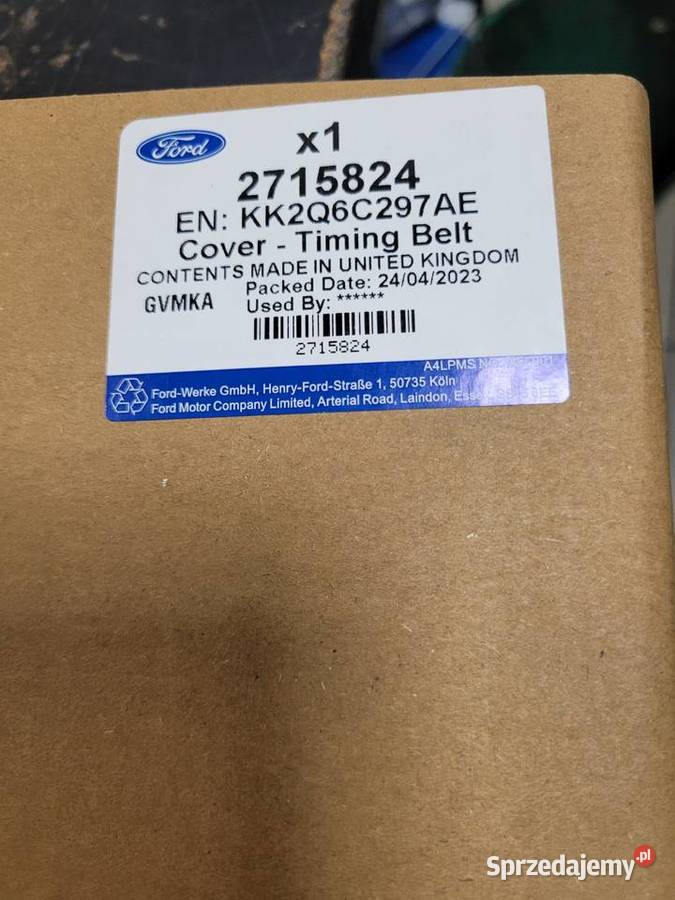 Ford
x1
2715824
EN: KK2Q6C297AE
Cover - Timing Belt
CONTENTS MADE IN UNITED KINGDOM
GVMKA
Packed Date: 24/04/2023
Used By: ******
2715824
A4LPMS
Ford-Werke GmbH, Henry-Ford-Straße 1, 50735 Köln
Ford Motor Company Limited, Arterial Road, Laindon,
Sprzedajemy.pl